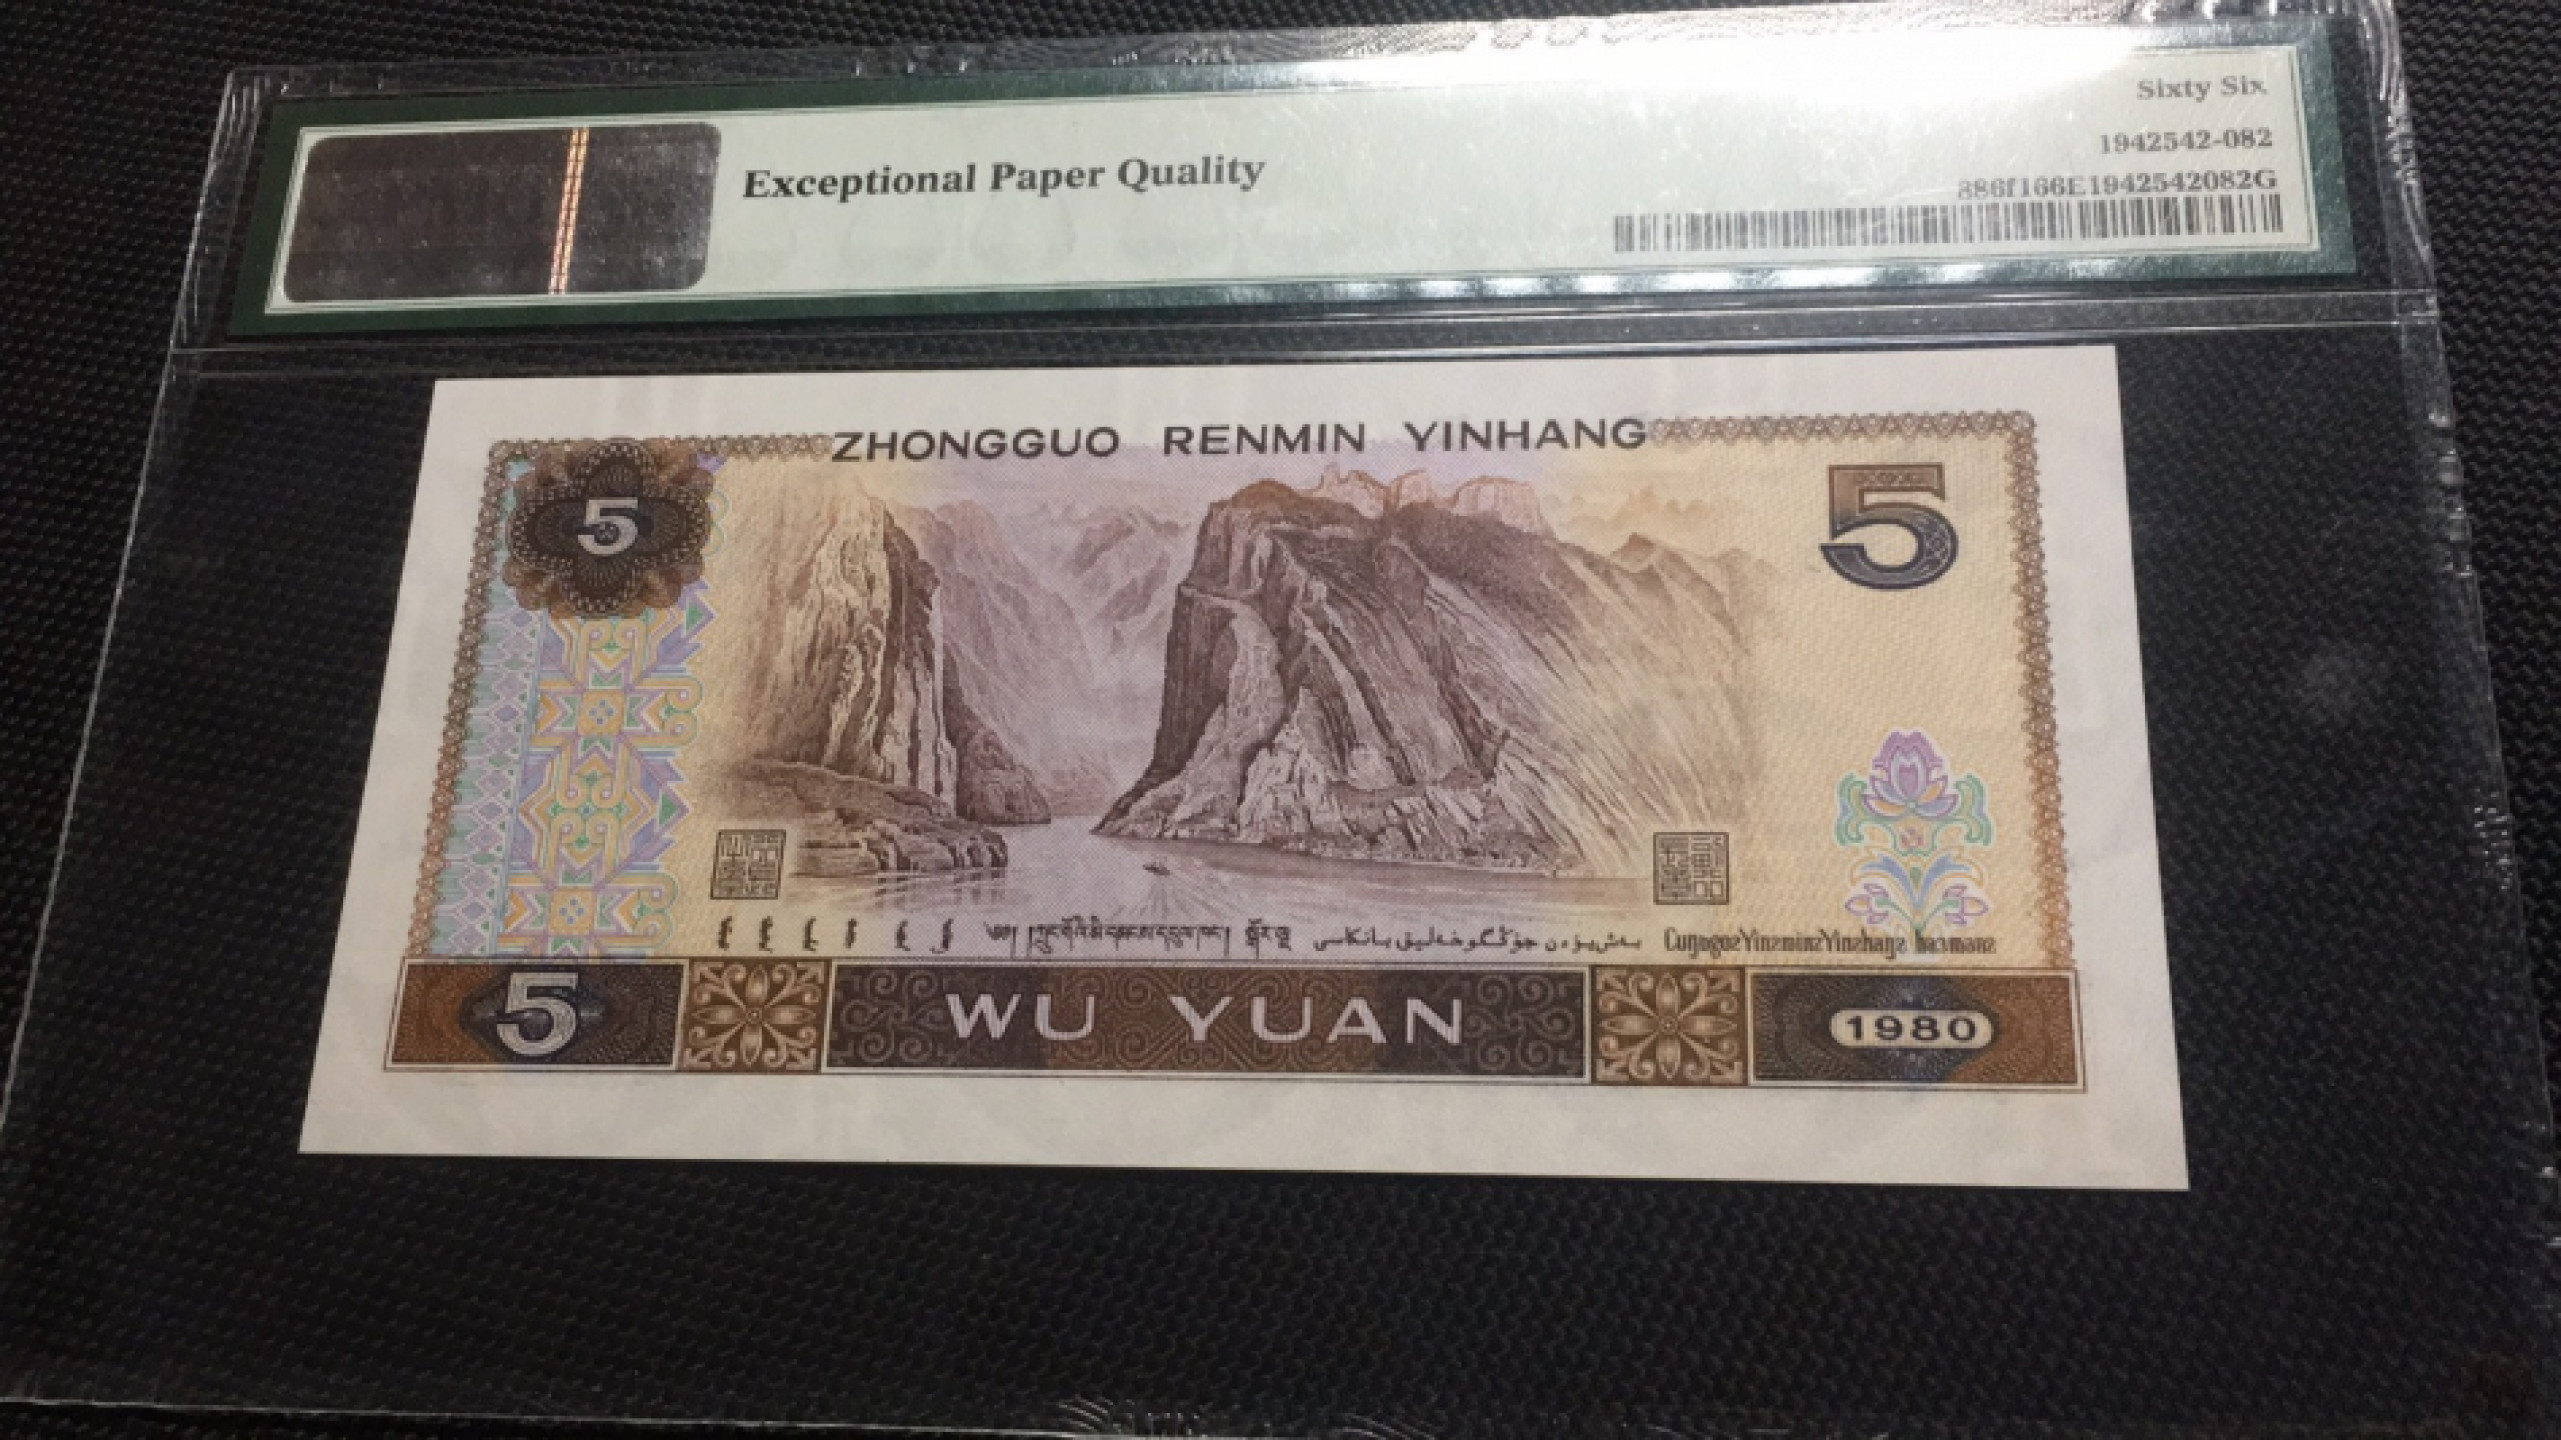 Sixty Six
1942542-082
Exceptional Paper Quality
886f166E1942542082G
ZHONGGUO RENMIN YINHANG
5
5
5
WU YUAN
1980